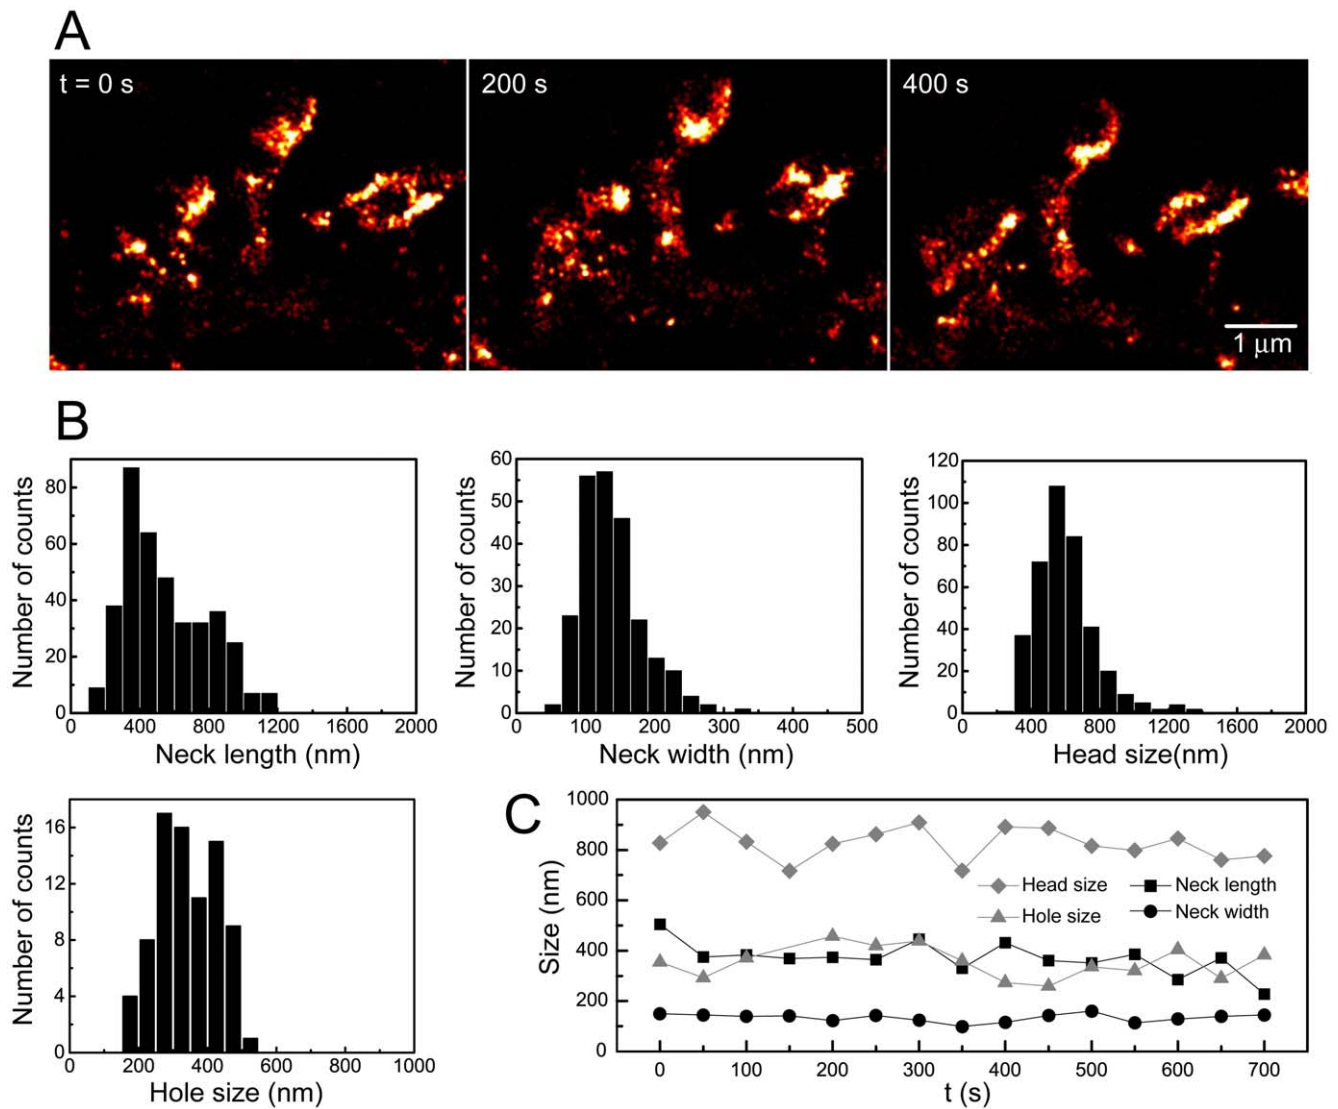 A
t = 0 s
200 s
400 s
1 μm
B
Number of counts
80
60
40
20
0
0 400 800 1200 1600 2000
Neck length (nm)
Number of counts
60
50
40
30
20
10
0
0 100 200 300 400 500
Neck width (nm)
Number of counts
120
100
80
60
40
20
0
0 400 800 1200 1600 2000
Head size(nm)
Number of counts
16
12
8
4
0
0 200 400 600 800 1000
Hole size (nm)
C
Size (nm)
1000
800
600
400
200
0
Head size
Neck length
Hole size
Neck width
0 100 200 300 400 500 600 700
t (s)